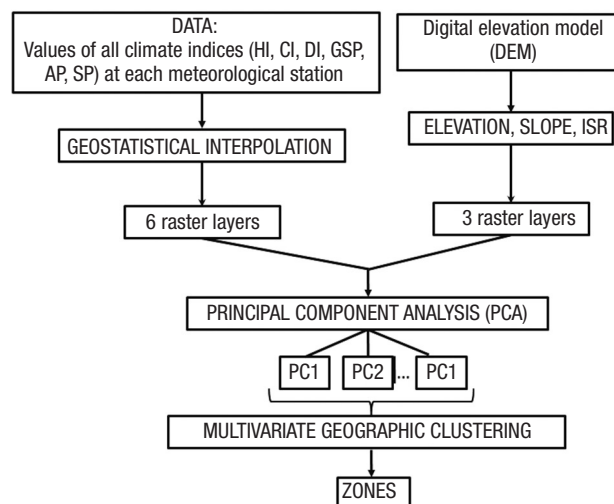 DATA:
Values of all climate indices (HI, CI, DI, GSP,
AP, SP) at each meteorological station
Digital elevation model
(DEM)
GEOSTATISTICAL INTERPOLATION
ELEVATION, SLOPE, ISR
6 raster layers
3 raster layers
PRINCIPAL COMPONENT ANALYSIS (PCA)
PC1 PC2 ... PC1
MULTIVARIATE GEOGRAPHIC CLUSTERING
ZONES